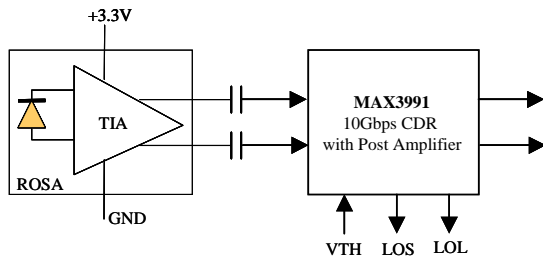 +3.3V
TIA
ROSA
GND
MAX3991
10Gbps CDR
with Post Amplifier
VTH
LOS
LOL